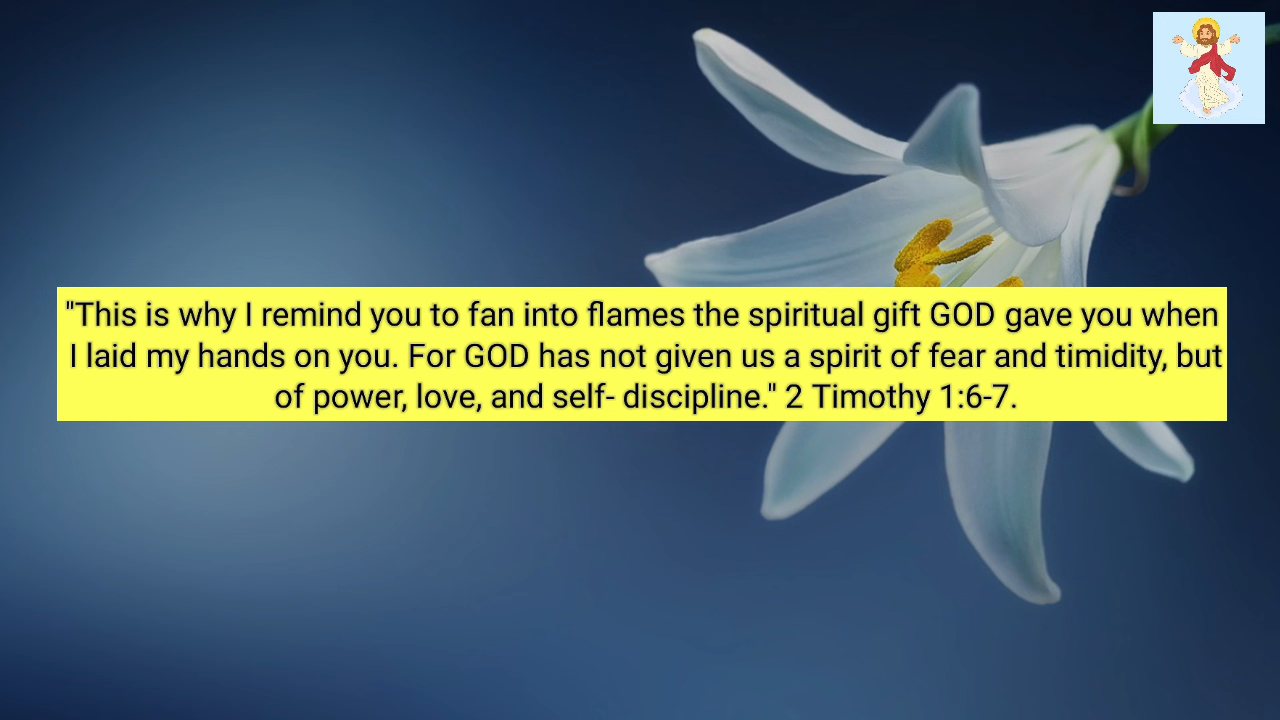 "This is why I remind you to fan into flames the spiritual gift GOD gave you when
I laid my hands on you. For GOD has not given us a spirit of fear and timidity, but
of power, love, and self- discipline." 2 Timothy 1:6-7.